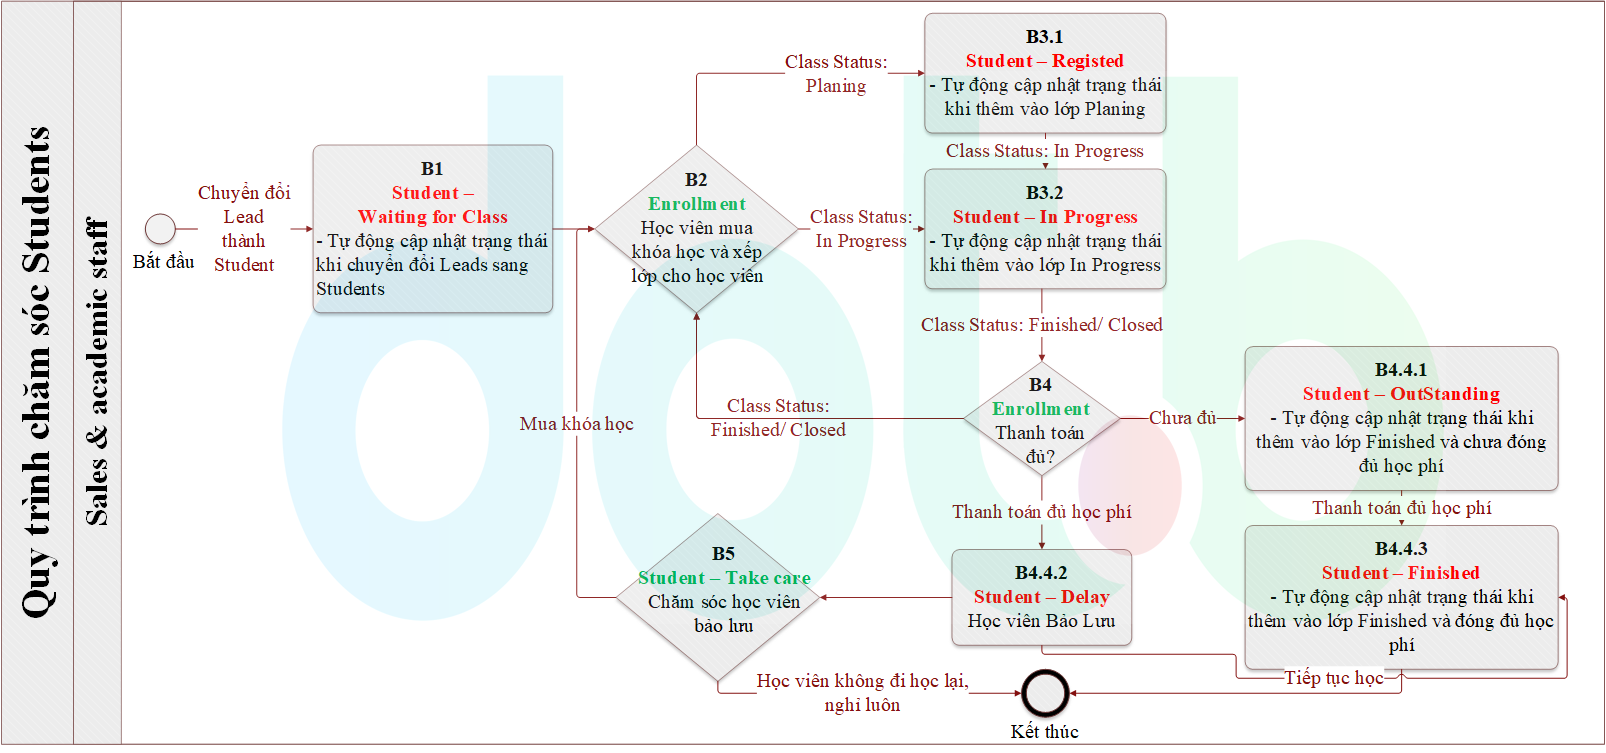 Quy trình chăm sóc Students
Sales & academic staff
Bắt đầu
Chuyển đổi
Lead
thành
Student
B1
Student –
Waiting for Class
- Tự động cập nhật trạng thái
khi chuyển đổi Leads sang
Students
B2
Enrollment
Học viên mua
khóa học và xếp
lớp cho học viên
Class Status:
Planing
B3.1
Student – Registed
- Tự động cập nhật trạng thái
khi thêm vào lớp Planing
Class Status: In Progress
Class Status:
In Progress
B3.2
Student – In Progress
- Tự động cập nhật trạng thái
khi thêm vào lớp In Progress
Class Status: Finished/ Closed
B4
Enrollment
Thanh toán
đủ?
Class Status:
Finished/ Closed
Chưa đủ
B4.4.1
Student – OutStanding
- Tự động cập nhật trạng thái khi
thêm vào lớp Finished và chưa đóng
đủ học phí
Thanh toán đủ học phí
Thanh toán đủ học phí
B4.4.2
Student – Delay
Học viên Bảo Lưu
B4.4.3
Student – Finished
- Tự động cập nhật trạng thái khi
thêm vào lớp Finished và đóng đủ học
phí
Mua khóa học
B5
Student – Take care
Chăm sóc học viên
bảo lưu
Học viên không đi học lại,
nghỉ luôn
Tiếp tục học
Kết thúc